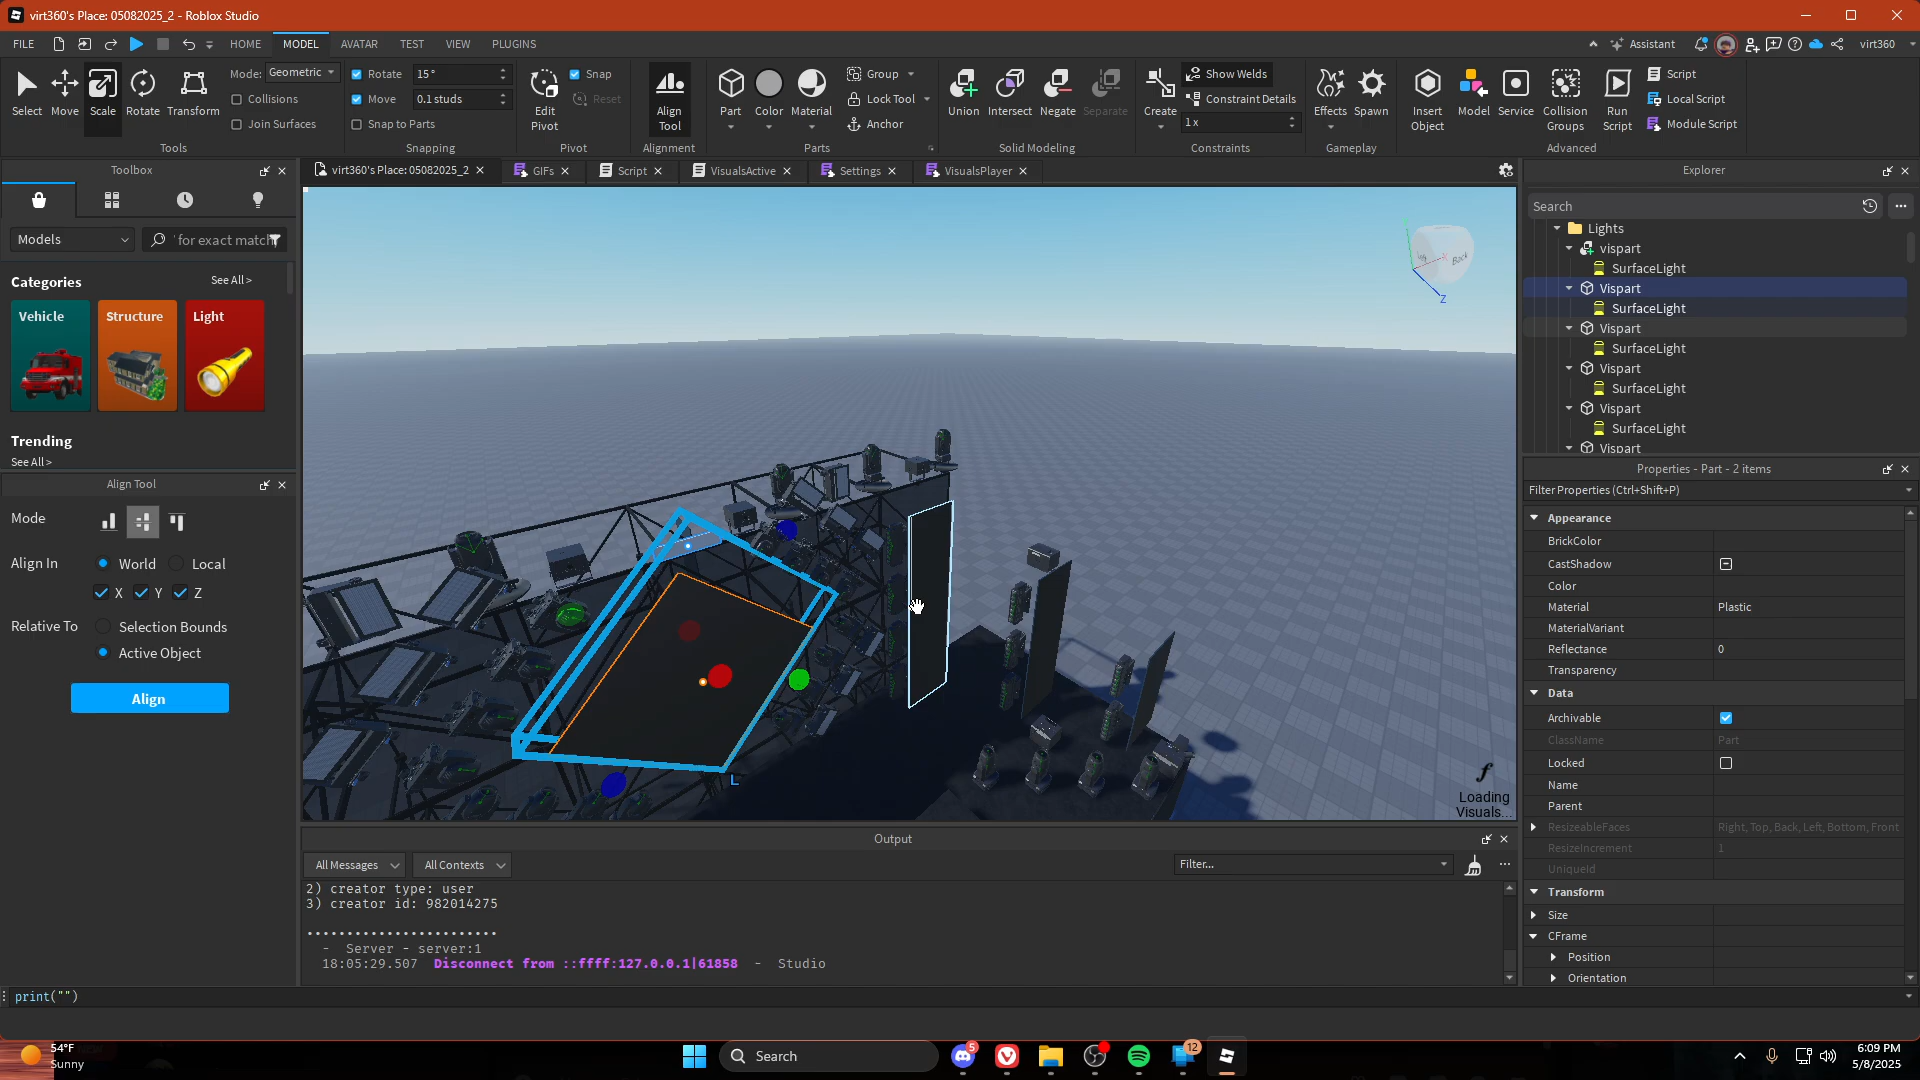 virt360's Place: 05082025_2 - Roblox Studio
FILE HOME MODEL AVATAR TEST VIEW PLUGINS Assistant virt360
Select Move Scale Rotate Transform
Mode: Geometric
Collisions
Join Surfaces
Tools
Rotate 15°
Move 0.1 studs
Snap to Parts
Snapping
Edit Pivot
Snap
Reset
Pivot
Align Tool
Alignment
Part Color Material
Group
Lock Tool
Anchor
Parts
Union Intersect Negate Separate
Solid Modeling
Create
Show Welds
Constraint Details
1x
Constraints
Effects Spawn
Gameplay
Insert Object
Model Service
Collision Groups
Run Script
Script
Local Script
Module Script
Advanced
Toolbox
Models
' for exact match
Categories
See All >
Vehicle Structure Light
Trending
See All >
Align Tool
Mode
Align In World Local
X Y Z
Relative To Selection Bounds
Active Object
Align
virt360's Place: 05082025_2 GIFs Script VisualsActive Settings VisualsPlayer
Back
Z
L
f
Loading
Visuals...
Output
All Messages All Contexts Filter...
2) creator type: user
3) creator id: 982014275
........................
- Server - server:1
18:05:29.507 Disconnect from ::ffff:127.0.0.1|61858 - Studio
print("")
Explorer
Search
Lights
vispart
SurfaceLight
Vispart
SurfaceLight
Vispart
SurfaceLight
Vispart
SurfaceLight
Vispart
SurfaceLight
Vispart
Properties - Part - 2 items
Filter Properties (Ctrl+Shift+P)
Appearance
BrickColor
CastShadow
Color
Material Plastic
MaterialVariant
Reflectance 0
Transparency
Data
Archivable
ClassName Part
Locked
Name
Parent
ResizeableFaces Right, Top, Back, Left, Bottom, Front
ResizeIncrement 1
UniqueId
Transform
Size
CFrame
Position
Orientation
54°F
Sunny
Search
5
12
6:09 PM
5/8/2025